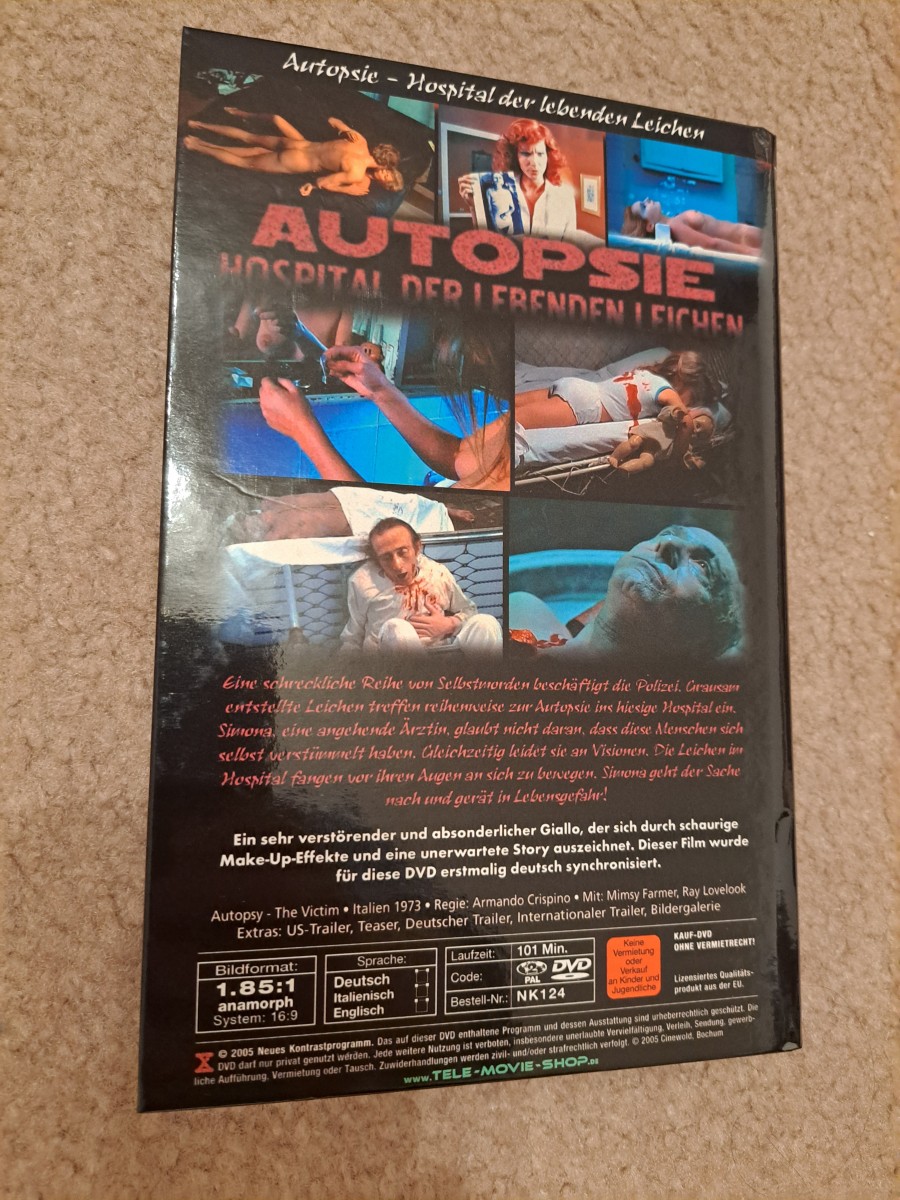 Autopsie - Hospital der lebenden Leichen
AUTOPSIE
HOSPITAL DER LEBENDEN LEICHEN
Eine schreckliche Reihe von Selbstmorden beschäftigt die Polizei. Grausam
entstellte Leichen treffen reihenweise zur Autopsie ins hiesige Hospital ein.
Simona, eine angehende Ärztin, glaubt nicht daran, dass diese Menschen sich
selbst verstümmelt haben. Gleichzeitig leidet sie an Visionen. Die Leichen im
Hospital fangen vor ihren Augen an sich zu bewegen. Simona geht der Sache
nach und gerät in Lebensgefahr!
Ein sehr verstörender und absonderlicher Giallo, der sich durch schaurige
Make-Up-Effekte und eine unerwartete Story auszeichnet. Dieser Film wurde
für diese DVD erstmalig deutsch synchronisiert.
Autopsy - The Victim • Italien 1973 • Regie: Armando Crispino • Mit: Mimsy Farmer, Ray Lovelook
Extras: US-Trailer, Teaser, Deutscher Trailer, Internationaler Trailer, Bildergalerie
Bildformat:
1.85:1
anamorph
System: 16:9
Sprache:
Deutsch
Italienisch
Englisch
Laufzeit: 101 Min.
Code: PAL DVD
Bestell-Nr.: NK124
Keine
Vermietung
oder
Verkauf
an Kinder und
Jugendliche
KAUF-DVD
OHNE VERMIETRECHT!
Lizensiertes Qualitäts-
produkt aus der EU.
© 2005 Neues Kontrastprogramm. Das auf dieser DVD enthaltene Programm und dessen Ausstattung sind urheberrechtlich geschützt. Die
DVD darf nur privat genutzt werden. Jede weitere Nutzung ist verboten, insbesondere unerlaubte Vervielfältigung, Verleih, Sendung, gewerb-
liche Aufführung, Vermietung oder Tausch. Zuwiderhandlungen werden zivil- und/oder strafrechtlich verfolgt. © 2005 Cinewold, Bochum
www.TELE-MOVIE-SHOP.DE